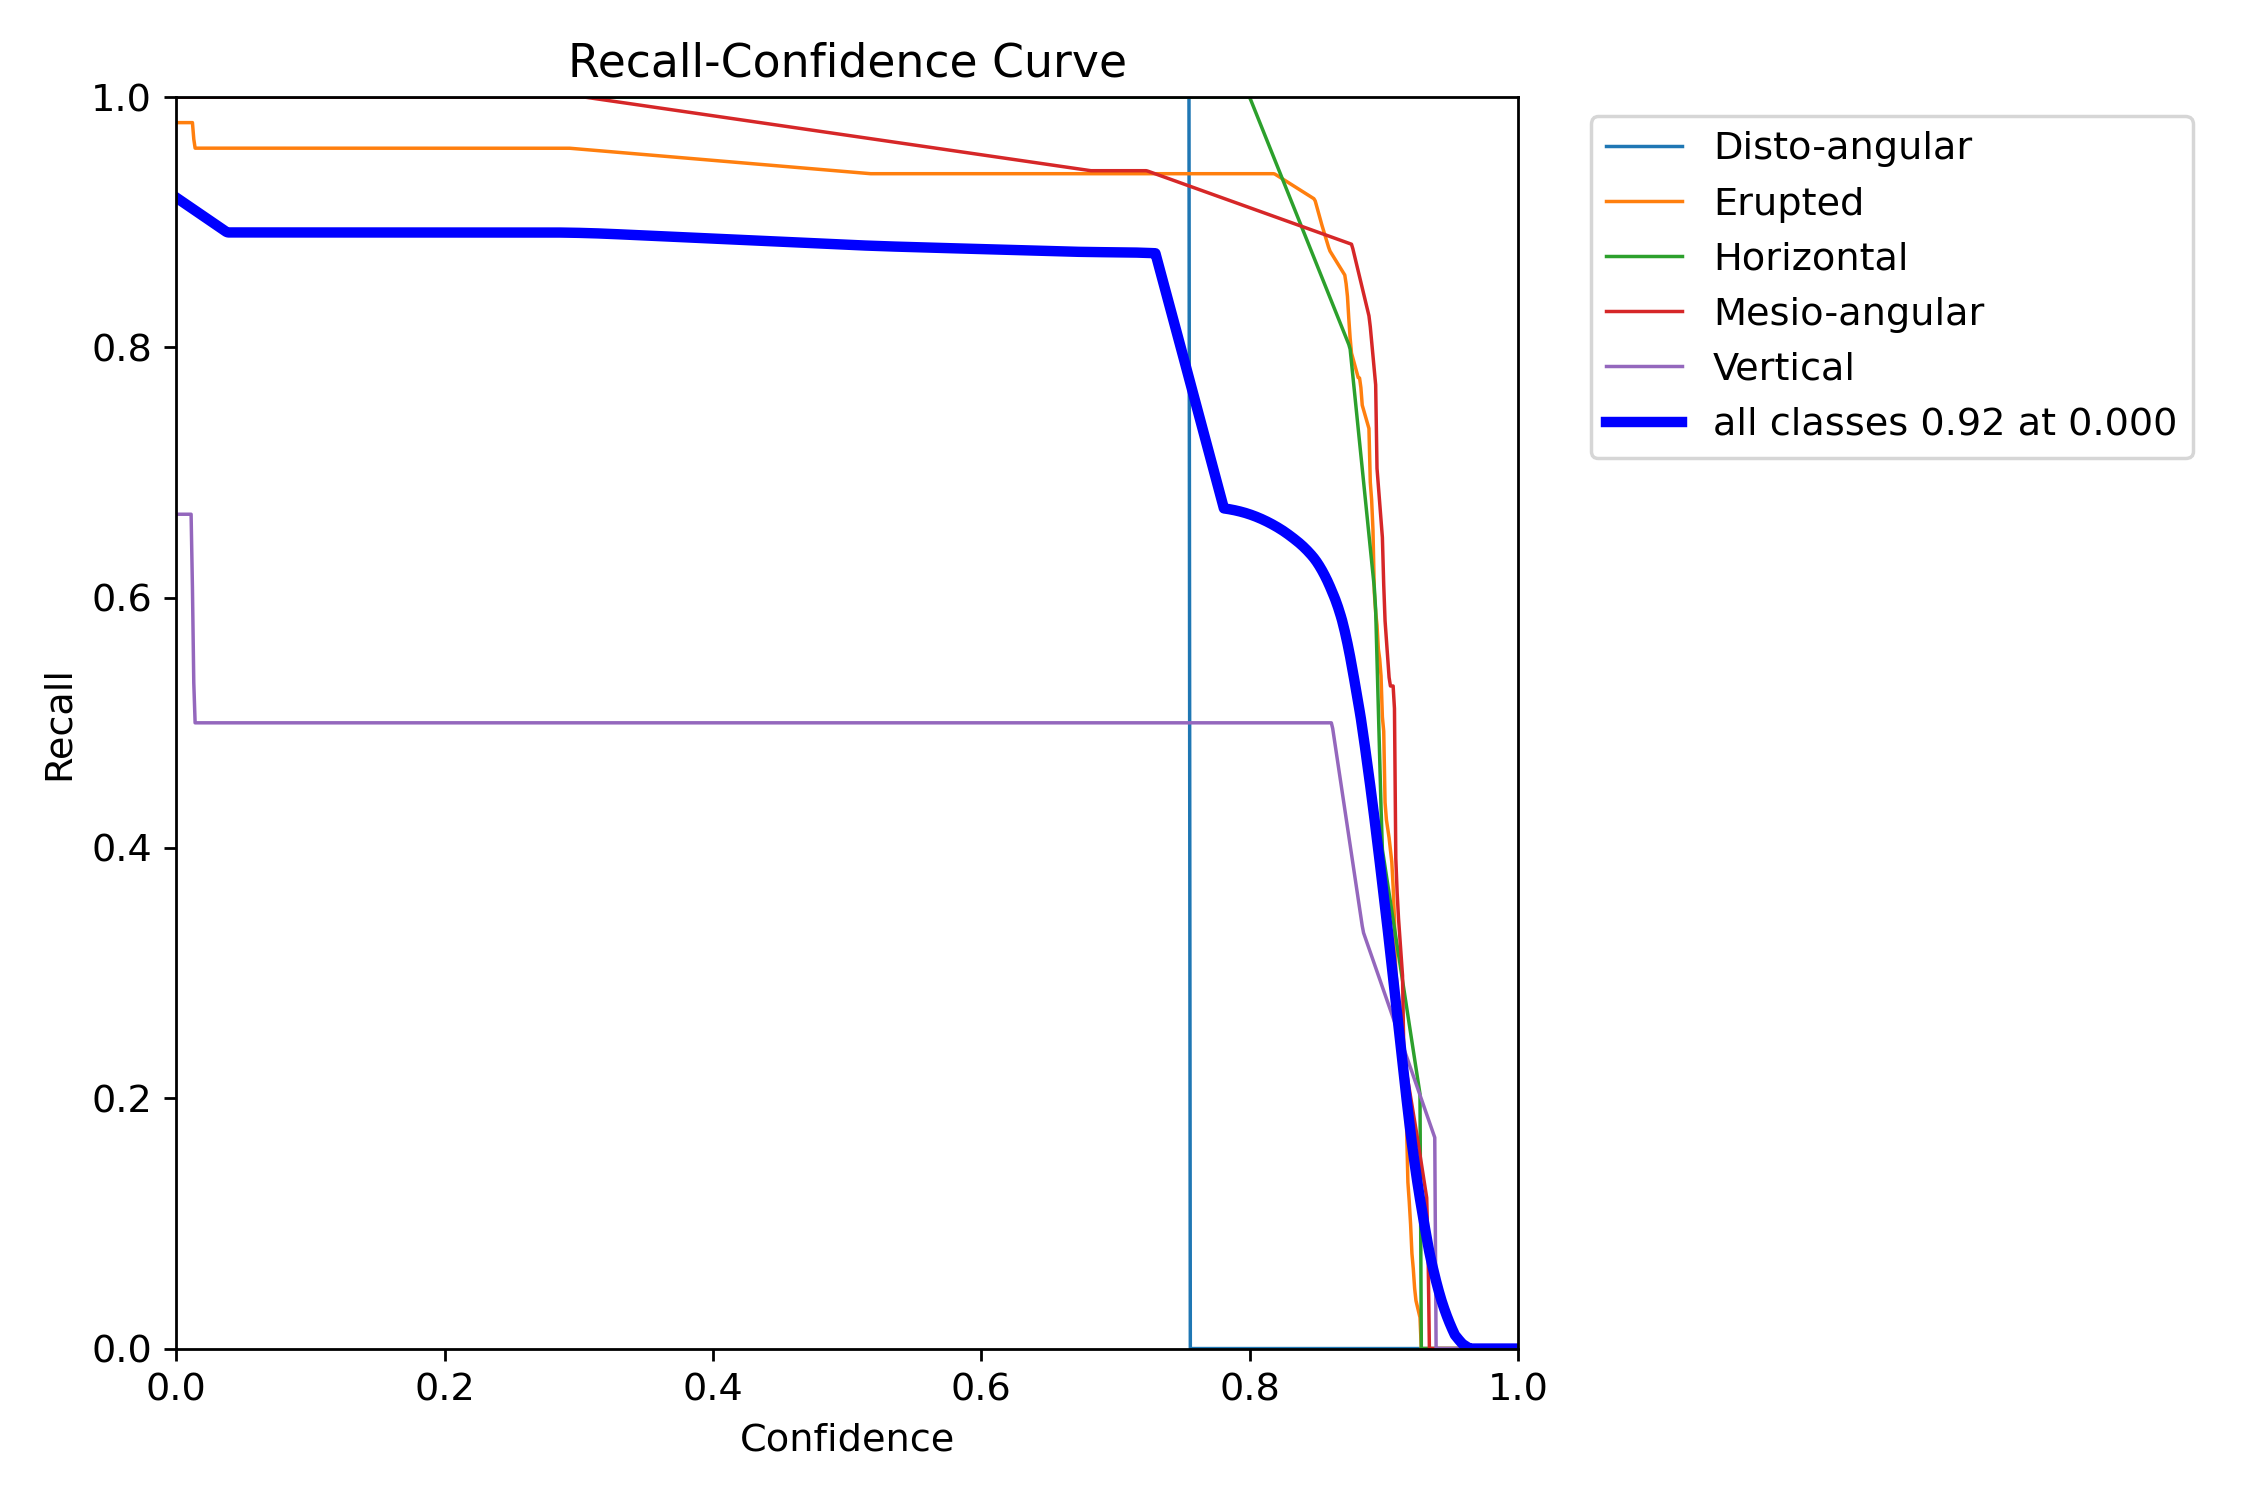 Recall-Confidence Curve
1.0
0.8
0.6
0.4
0.2
0.0
Recall
0.0 0.2 0.4 0.6 0.8 1.0
Confidence
Disto-angular
Erupted
Horizontal
Mesio-angular
Vertical
all classes 0.92 at 0.000